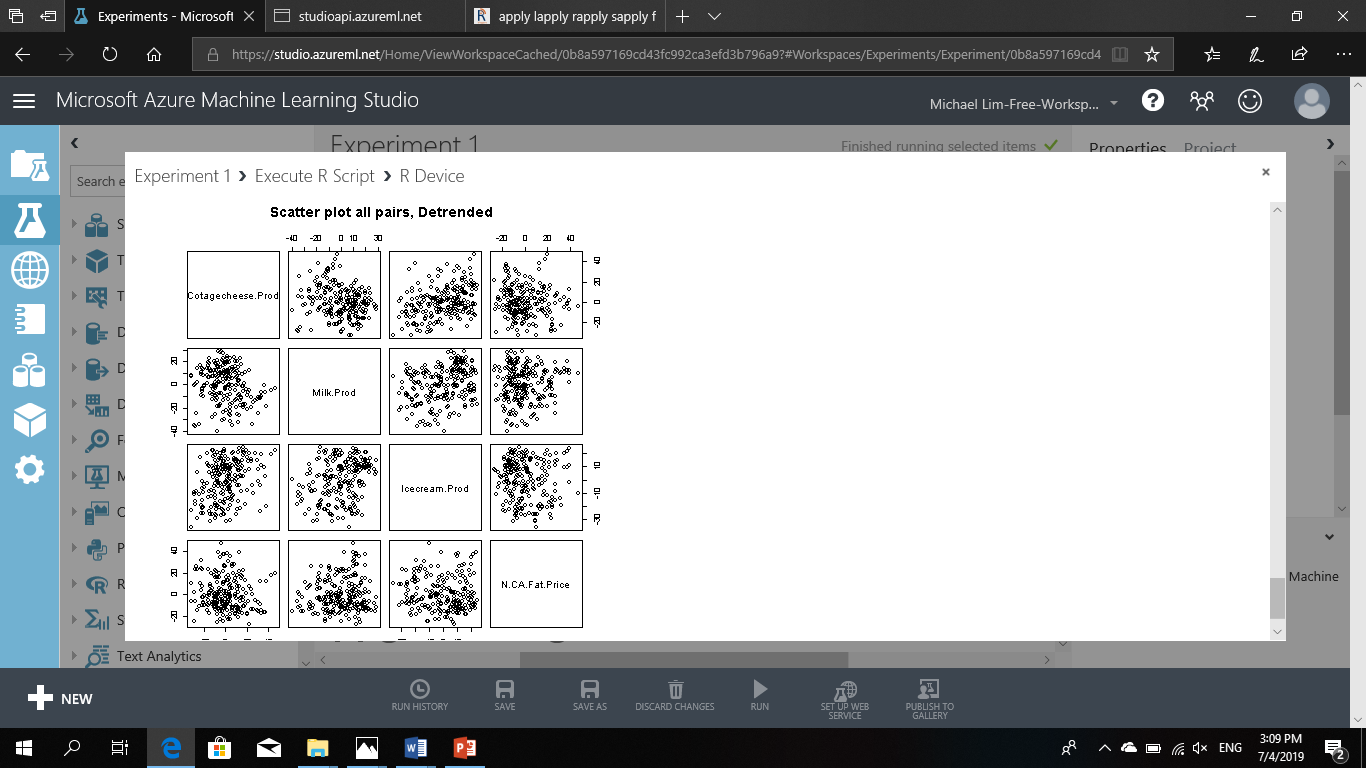 Experiments - Microsoft
studioapi.azureml.net
apply lapply rapply sapply f
https://studio.azureml.net/Home/ViewWorkspaceCached/0b8a597169cd43fc992ca3efd3b796a9?#Workspaces/Experiments/Experiment/0b8a597169cd4
Microsoft Azure Machine Learning Studio
Michael Lim-Free-Worksp...
Experiment 1
Finished running selected items
Properties Project
Search e
Experiment 1 > Execute R Script > R Device
Scatter plot all pairs, Detrended
-40 -20 0 10 30
-20 0 20 40
Cotagecheese.Prod
Milk.Prod
Icecream.Prod
N.CA.Fat.Price
S
T
T
D
D
D
Fe
M
O
P
R
S
Text Analytics
Machine
NEW
RUN HISTORY
SAVE
SAVE AS
DISCARD CHANGES
RUN
SET UP WEB
SERVICE
PUBLISH TO
GALLERY
ENG
3:09 PM
7/4/2019
2